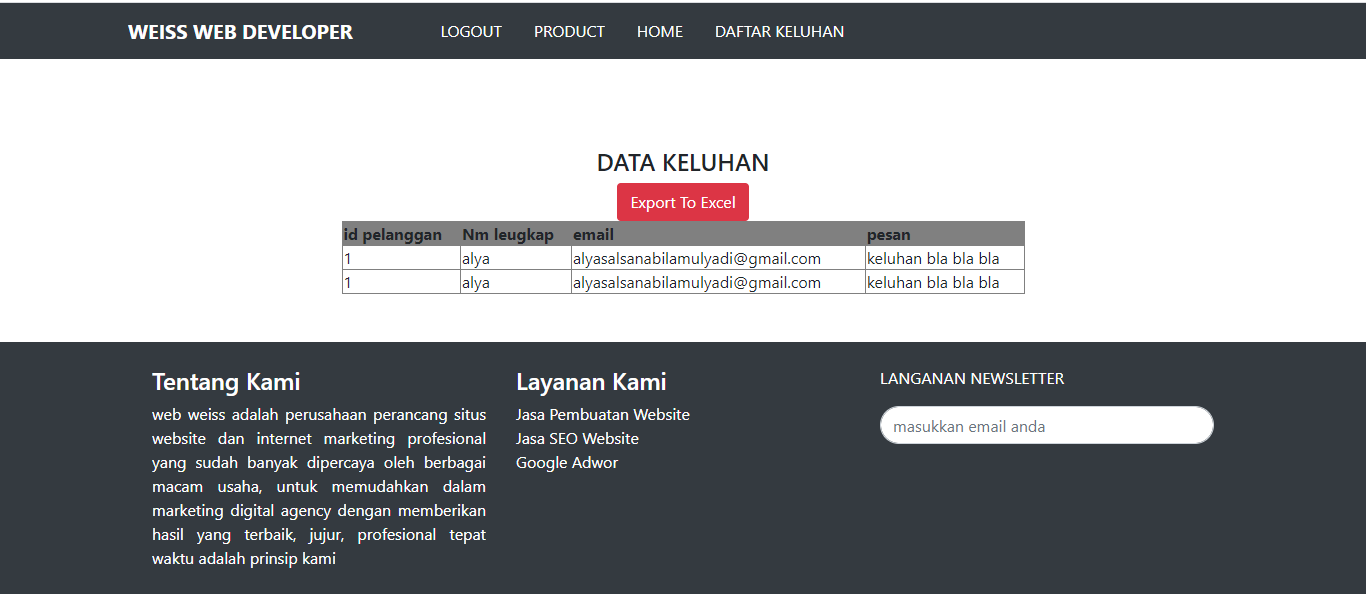 WEISS WEB DEVELOPER LOGOUT PRODUCT HOME DAFTAR KELUHAN
DATA KELUHAN
Export To Excel
id pelanggan Nm leugkap email pesan
1 alya alyasalsanabilamulyadi@gmail.com keluhan bla bla bla
1 alya alyasalsanabilamulyadi@gmail.com keluhan bla bla bla
Tentang Kami
web weiss adalah perusahaan perancang situs
website dan internet marketing profesional
yang sudah banyak dipercaya oleh berbagai
macam usaha, untuk memudahkan dalam
marketing digital agency dengan memberikan
hasil yang terbaik, jujur, profesional tepat
waktu adalah prinsip kami
Layanan Kami
Jasa Pembuatan Website
Jasa SEO Website
Google Adwor
LANGANAN NEWSLETTER
masukkan email anda